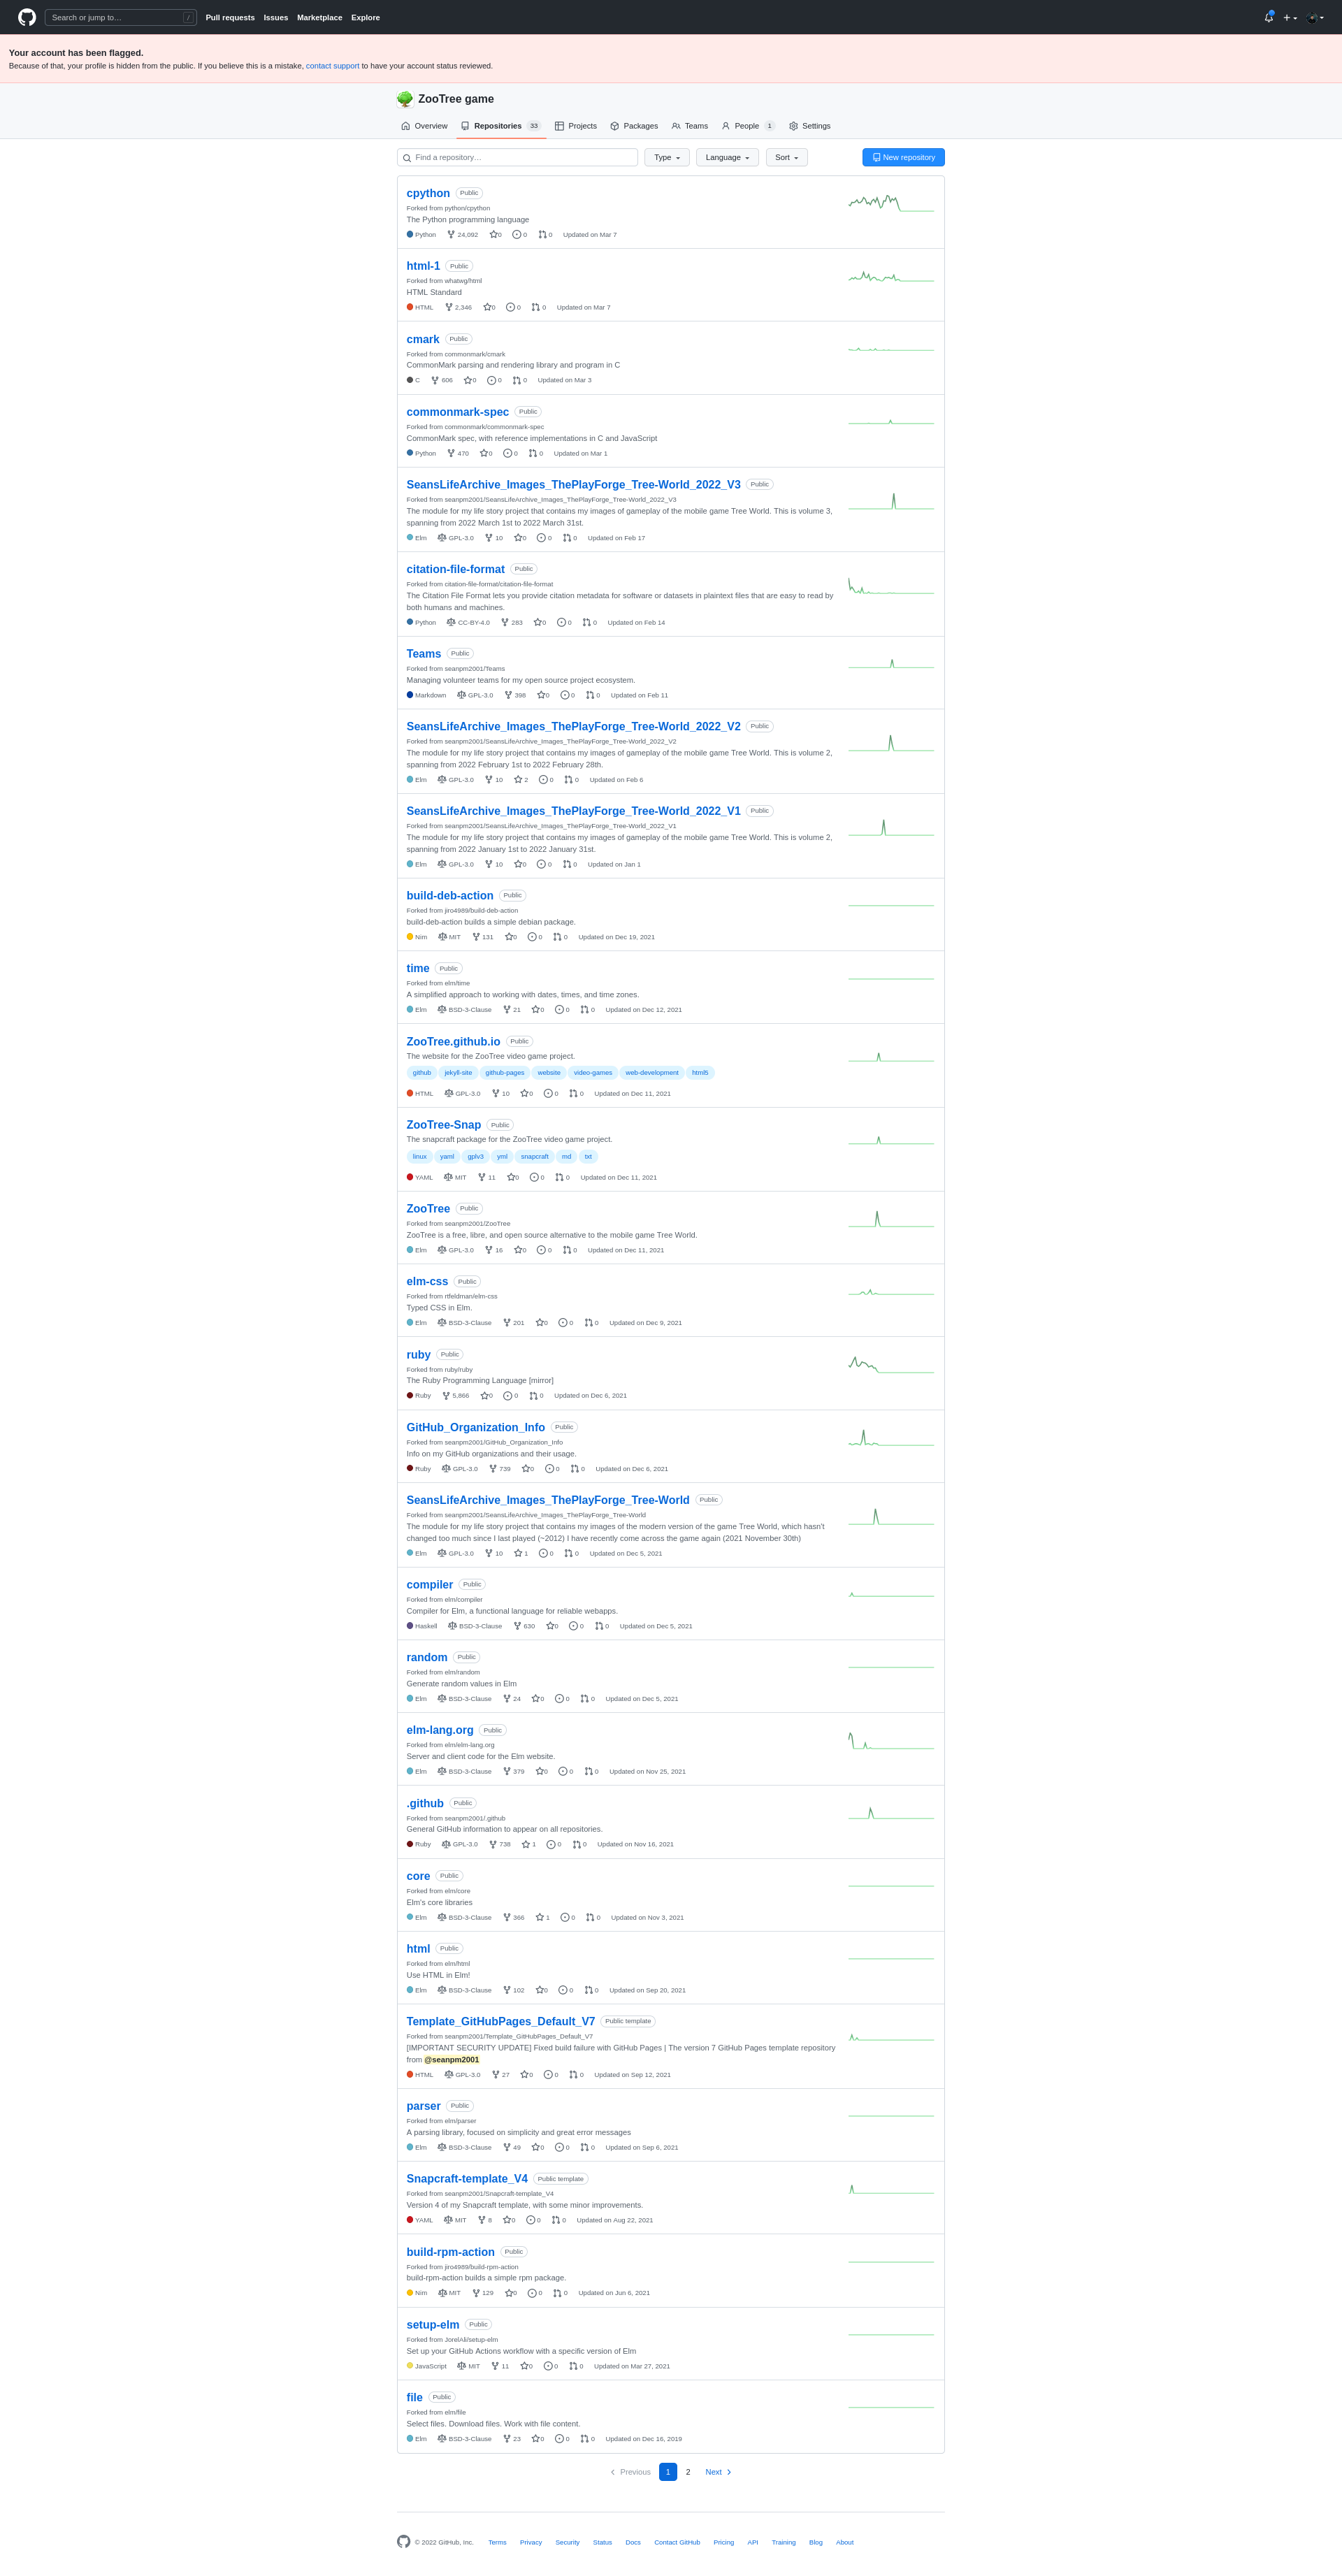 Search or jump to…
/
Pull requests Issues Marketplace Explore
Your account has been flagged.
Because of that, your profile is hidden from the public. If you believe this is a mistake, contact support to have your account status reviewed.
ZooTree game
Overview Repositories 33 Projects Packages Teams People 1 Settings
Find a repository… Type Language Sort New repository
cpython Public
Forked from python/cpython
The Python programming language
Python 24,092 0 0 0 Updated on Mar 7
html-1 Public
Forked from whatwg/html
HTML Standard
HTML 2,346 0 0 0 Updated on Mar 7
cmark Public
Forked from commonmark/cmark
CommonMark parsing and rendering library and program in C
C 606 0 0 0 Updated on Mar 3
commonmark-spec Public
Forked from commonmark/commonmark-spec
CommonMark spec, with reference implementations in C and JavaScript
Python 470 0 0 0 Updated on Mar 1
SeansLifeArchive_Images_ThePlayForge_Tree-World_2022_V3 Public
Forked from seanpm2001/SeansLifeArchive_Images_ThePlayForge_Tree-World_2022_V3
The module for my life story project that contains my images of gameplay of the mobile game Tree World. This is volume 3,
spanning from 2022 March 1st to 2022 March 31st.
Elm GPL-3.0 10 0 0 0 Updated on Feb 17
citation-file-format Public
Forked from citation-file-format/citation-file-format
The Citation File Format lets you provide citation metadata for software or datasets in plaintext files that are easy to read by
both humans and machines.
Python CC-BY-4.0 283 0 0 0 Updated on Feb 14
Teams Public
Forked from seanpm2001/Teams
Managing volunteer teams for my open source project ecosystem.
Markdown GPL-3.0 398 0 0 0 Updated on Feb 11
SeansLifeArchive_Images_ThePlayForge_Tree-World_2022_V2 Public
Forked from seanpm2001/SeansLifeArchive_Images_ThePlayForge_Tree-World_2022_V2
The module for my life story project that contains my images of gameplay of the mobile game Tree World. This is volume 2,
spanning from 2022 February 1st to 2022 February 28th.
Elm GPL-3.0 10 2 0 0 Updated on Feb 6
SeansLifeArchive_Images_ThePlayForge_Tree-World_2022_V1 Public
Forked from seanpm2001/SeansLifeArchive_Images_ThePlayForge_Tree-World_2022_V1
The module for my life story project that contains my images of gameplay of the mobile game Tree World. This is volume 2,
spanning from 2022 January 1st to 2022 January 31st.
Elm GPL-3.0 10 0 0 0 Updated on Jan 1
build-deb-action Public
Forked from jiro4989/build-deb-action
build-deb-action builds a simple debian package.
Nim MIT 131 0 0 0 Updated on Dec 19, 2021
time Public
Forked from elm/time
A simplified approach to working with dates, times, and time zones.
Elm BSD-3-Clause 21 0 0 0 Updated on Dec 12, 2021
ZooTree.github.io Public
The website for the ZooTree video game project.
github jekyll-site github-pages website video-games web-development html5
HTML GPL-3.0 10 0 0 0 Updated on Dec 11, 2021
ZooTree-Snap Public
The snapcraft package for the ZooTree video game project.
linux yaml gplv3 yml snapcraft md txt
YAML MIT 11 0 0 0 Updated on Dec 11, 2021
ZooTree Public
Forked from seanpm2001/ZooTree
ZooTree is a free, libre, and open source alternative to the mobile game Tree World.
Elm GPL-3.0 16 0 0 0 Updated on Dec 11, 2021
elm-css Public
Forked from rtfeldman/elm-css
Typed CSS in Elm.
Elm BSD-3-Clause 201 0 0 0 Updated on Dec 9, 2021
ruby Public
Forked from ruby/ruby
The Ruby Programming Language [mirror]
Ruby 5,866 0 0 0 Updated on Dec 6, 2021
GitHub_Organization_Info Public
Forked from seanpm2001/GitHub_Organization_Info
Info on my GitHub organizations and their usage.
Ruby GPL-3.0 739 0 0 0 Updated on Dec 6, 2021
SeansLifeArchive_Images_ThePlayForge_Tree-World Public
Forked from seanpm2001/SeansLifeArchive_Images_ThePlayForge_Tree-World
The module for my life story project that contains my images of the modern version of the game Tree World, which hasn't
changed too much since I last played (~2012) I have recently come across the game again (2021 November 30th)
Elm GPL-3.0 10 1 0 0 Updated on Dec 5, 2021
compiler Public
Forked from elm/compiler
Compiler for Elm, a functional language for reliable webapps.
Haskell BSD-3-Clause 630 0 0 0 Updated on Dec 5, 2021
random Public
Forked from elm/random
Generate random values in Elm
Elm BSD-3-Clause 24 0 0 0 Updated on Dec 5, 2021
elm-lang.org Public
Forked from elm/elm-lang.org
Server and client code for the Elm website.
Elm BSD-3-Clause 379 0 0 0 Updated on Nov 25, 2021
.github Public
Forked from seanpm2001/.github
General GitHub information to appear on all repositories.
Ruby GPL-3.0 738 1 0 0 Updated on Nov 16, 2021
core Public
Forked from elm/core
Elm's core libraries
Elm BSD-3-Clause 366 1 0 0 Updated on Nov 3, 2021
html Public
Forked from elm/html
Use HTML in Elm!
Elm BSD-3-Clause 102 0 0 0 Updated on Sep 20, 2021
Template_GitHubPages_Default_V7 Public template
Forked from seanpm2001/Template_GitHubPages_Default_V7
[IMPORTANT SECURITY UPDATE] Fixed build failure with GitHub Pages | The version 7 GitHub Pages template repository
from @seanpm2001
HTML GPL-3.0 27 0 0 0 Updated on Sep 12, 2021
parser Public
Forked from elm/parser
A parsing library, focused on simplicity and great error messages
Elm BSD-3-Clause 49 0 0 0 Updated on Sep 6, 2021
Snapcraft-template_V4 Public template
Forked from seanpm2001/Snapcraft-template_V4
Version 4 of my Snapcraft template, with some minor improvements.
YAML MIT 8 0 0 0 Updated on Aug 22, 2021
build-rpm-action Public
Forked from jiro4989/build-rpm-action
build-rpm-action builds a simple rpm package.
Nim MIT 129 0 0 0 Updated on Jun 6, 2021
setup-elm Public
Forked from JorelAli/setup-elm
Set up your GitHub Actions workflow with a specific version of Elm
JavaScript MIT 11 0 0 0 Updated on Mar 27, 2021
file Public
Forked from elm/file
Select files. Download files. Work with file content.
Elm BSD-3-Clause 23 0 0 0 Updated on Dec 16, 2019
Previous 1 2 Next
© 2022 GitHub, Inc. Terms Privacy Security Status Docs Contact GitHub Pricing API Training Blog About